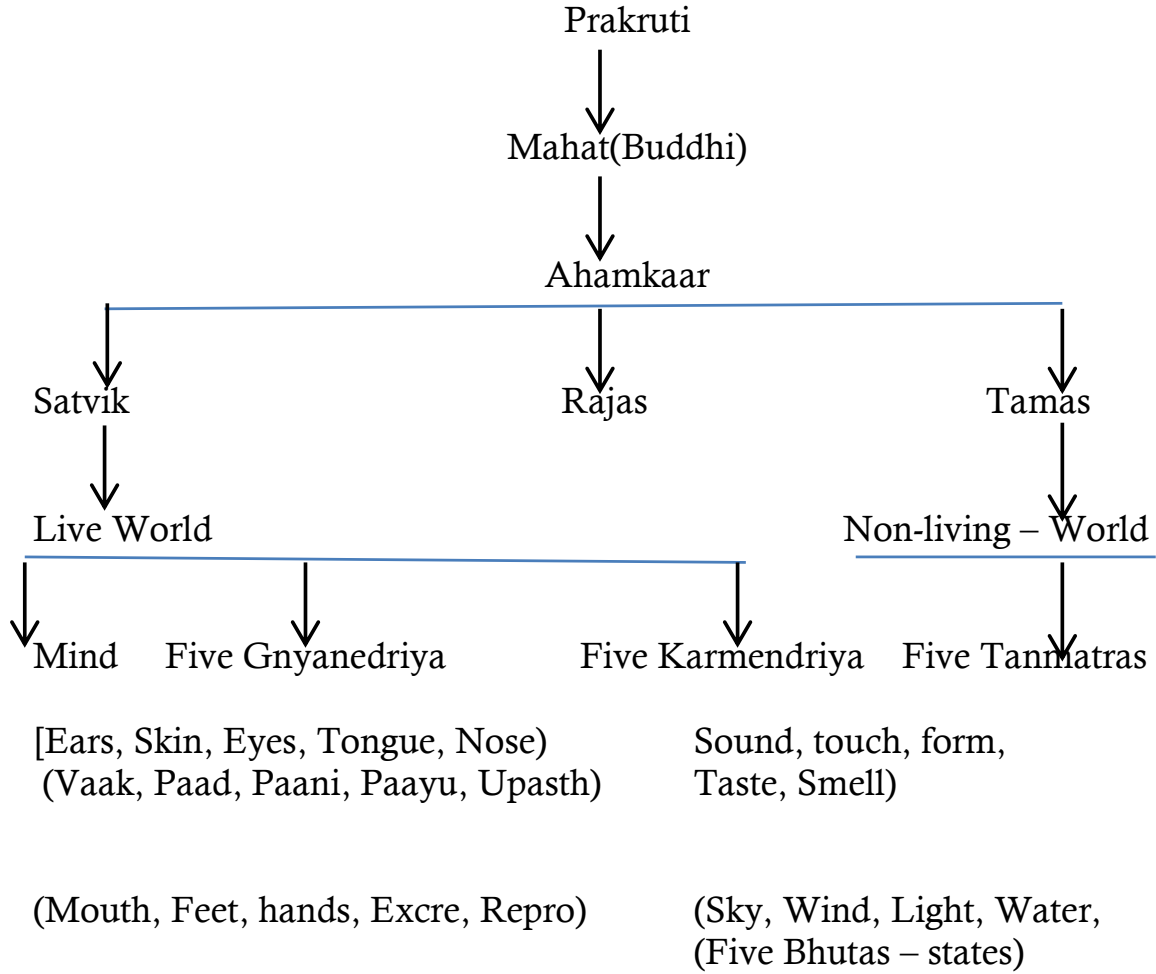 Prakruti
Mahat(Buddhi)
Ahamkaar
Satvik Rajas Tamas
Live World Non-living – World
Mind Five Gnyanedriya Five Karmendriya Five Tanmatras
[Ears, Skin, Eyes, Tongue, Nose) Sound, touch, form,
(Vaak, Paad, Paani, Paayu, Upasth) Taste, Smell)
(Mouth, Feet, hands, Excre, Repro) (Sky, Wind, Light, Water,
(Five Bhutas – states)